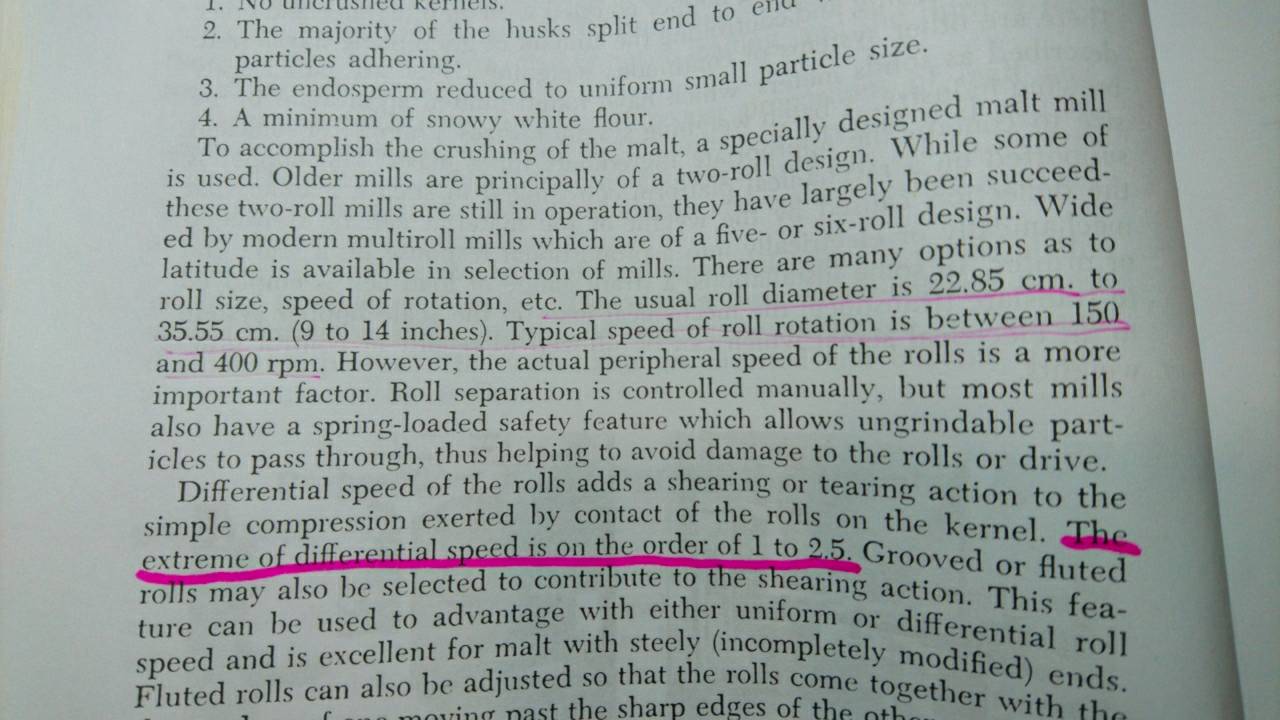 1. No uncrushed kernels.
2. The majority of the husks split end to end
particles adhering.
3. The endosperm reduced to uniform small particle size.
4. A minimum of snowy white flour.
To accomplish the crushing of the malt, a specially designed malt mill
is used. Older mills are principally of a two-roll design. While some of
these two-roll mills are still in operation, they have largely been succeed-
ed by modern multiroll mills which are of a five- or six-roll design. Wide
latitude is available in selection of mills. There are many options as to
roll size, speed of rotation, etc. The usual roll diameter is 22.85 cm. to
35.55 cm. (9 to 14 inches). Typical speed of roll rotation is between 150
and 400 rpm. However, the actual peripheral speed of the rolls is a more
important factor. Roll separation is controlled manually, but most mills
also have a spring-loaded safety feature which allows ungrindable part-
icles to pass through, thus helping to avoid damage to the rolls or drive.
Differential speed of the rolls adds a shearing or tearing action to the
simple compression exerted by contact of the rolls on the kernel. The
extreme of differential speed is on the order of 1 to 2.5. Grooved or fluted
rolls may also be selected to contribute to the shearing action. This fea-
ture can be used to advantage with either uniform or differential roll
speed and is excellent for malt with steely (incompletely modified) ends.
Fluted rolls can also be adjusted so that the rolls come together with the
of one moving past the sharp edges of the other